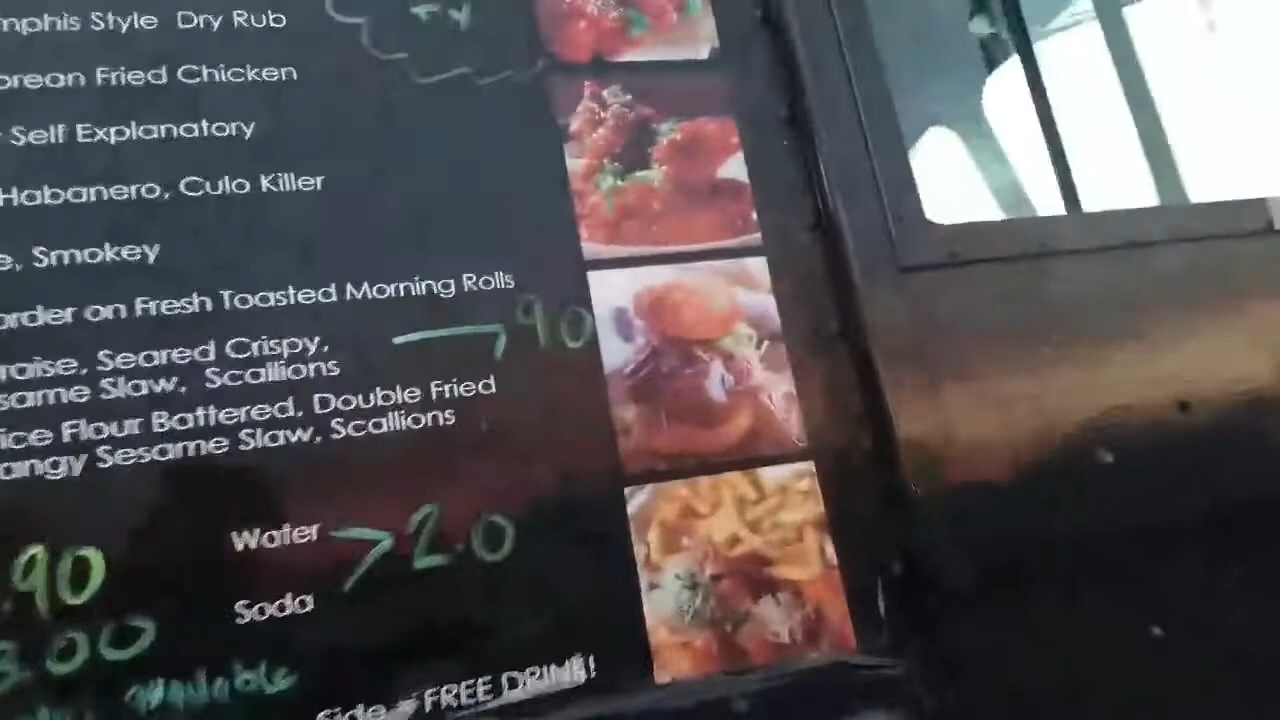 mphis Style Dry Rub
orean Fried Chicken
Self Explanatory
Habanero, Culo Killer
e, Smokey
order on Fresh Toasted Morning Rolls
raise, Seared Crispy,
same Slaw, Scallions
90
ice Flour Battered, Double Fried
angy Sesame Slaw, Scallions
Water > 2.0
Soda
.90
3.00
available
Side = FREE DRINK!